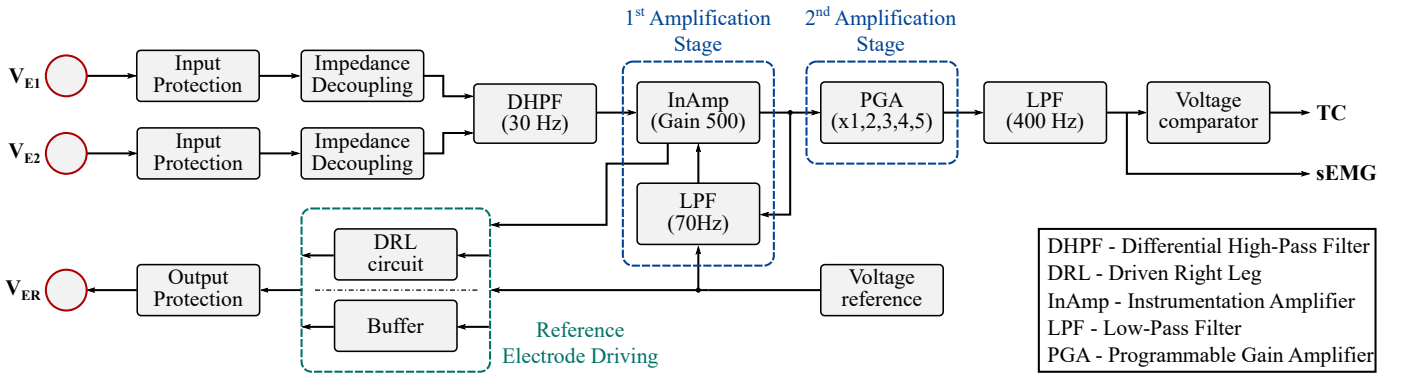 1st Amplification
Stage
2nd Amplification
Stage
VE1
Input
Protection
Impedance
Decoupling
DHPF
(30 Hz)
InAmp
(Gain 500)
PGA
(x1,2,3,4,5)
LPF
(400 Hz)
Voltage
comparator
TC
VE2
Input
Protection
Impedance
Decoupling
sEMG
LPF
(70Hz)
DRL
circuit
VER
Output
Protection
Buffer
Voltage
reference
Reference
Electrode Driving
DHPF - Differential High-Pass Filter
DRL - Driven Right Leg
InAmp - Instrumentation Amplifier
LPF - Low-Pass Filter
PGA - Programmable Gain Amplifier